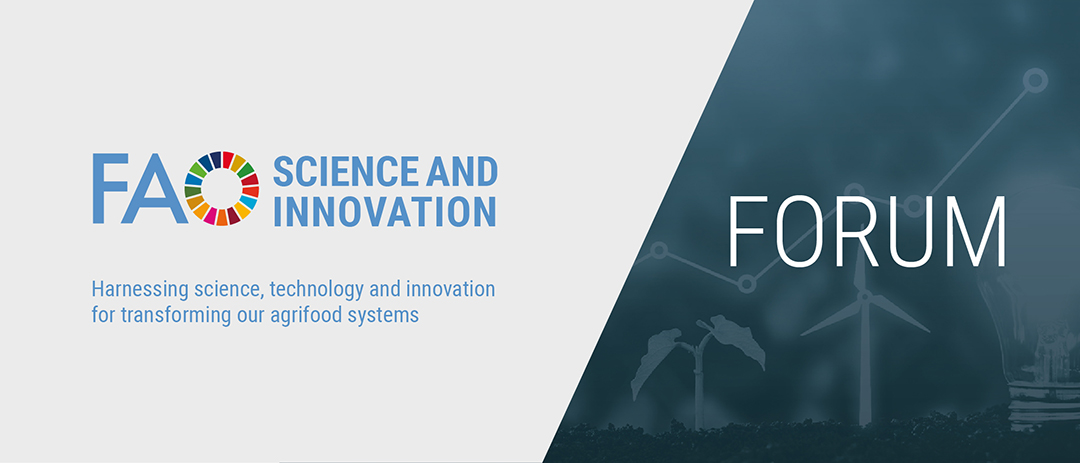 FAO SCIENCE AND
INNOVATION
Harnessing science, technology and innovation
for transforming our agrifood systems
FORUM